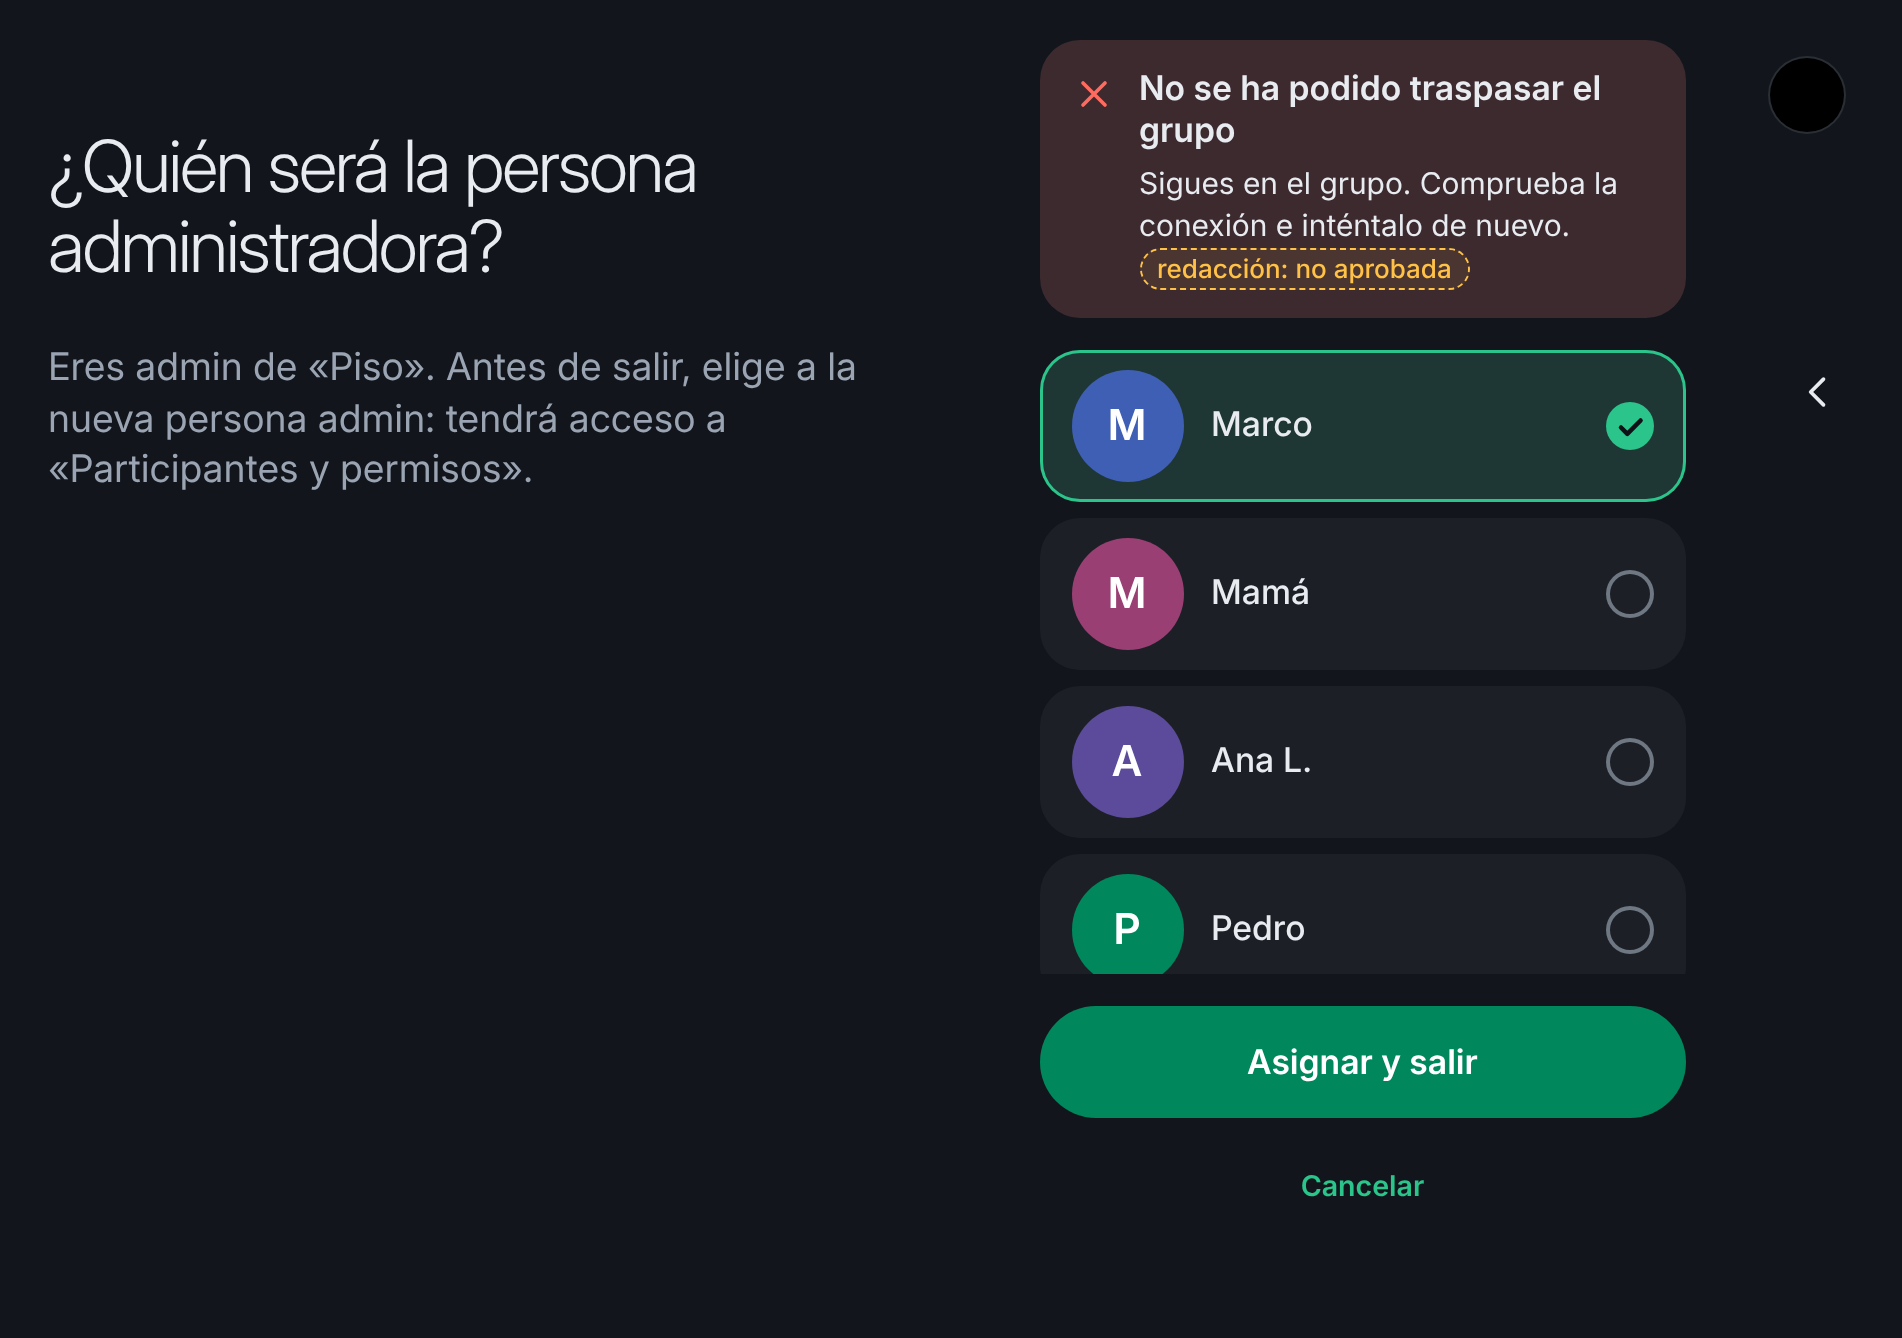 ¿Quién será la persona
administradora?
Eres admin de «Piso». Antes de salir, elige a la
nueva persona admin: tendrá acceso a
«Participantes y permisos».
No se ha podido traspasar el
grupo
Sigues en el grupo. Comprueba la
conexión e inténtalo de nuevo.
redacción: no aprobada
M Marco
M Mamá
A Ana L.
P Pedro
Asignar y salir
Cancelar